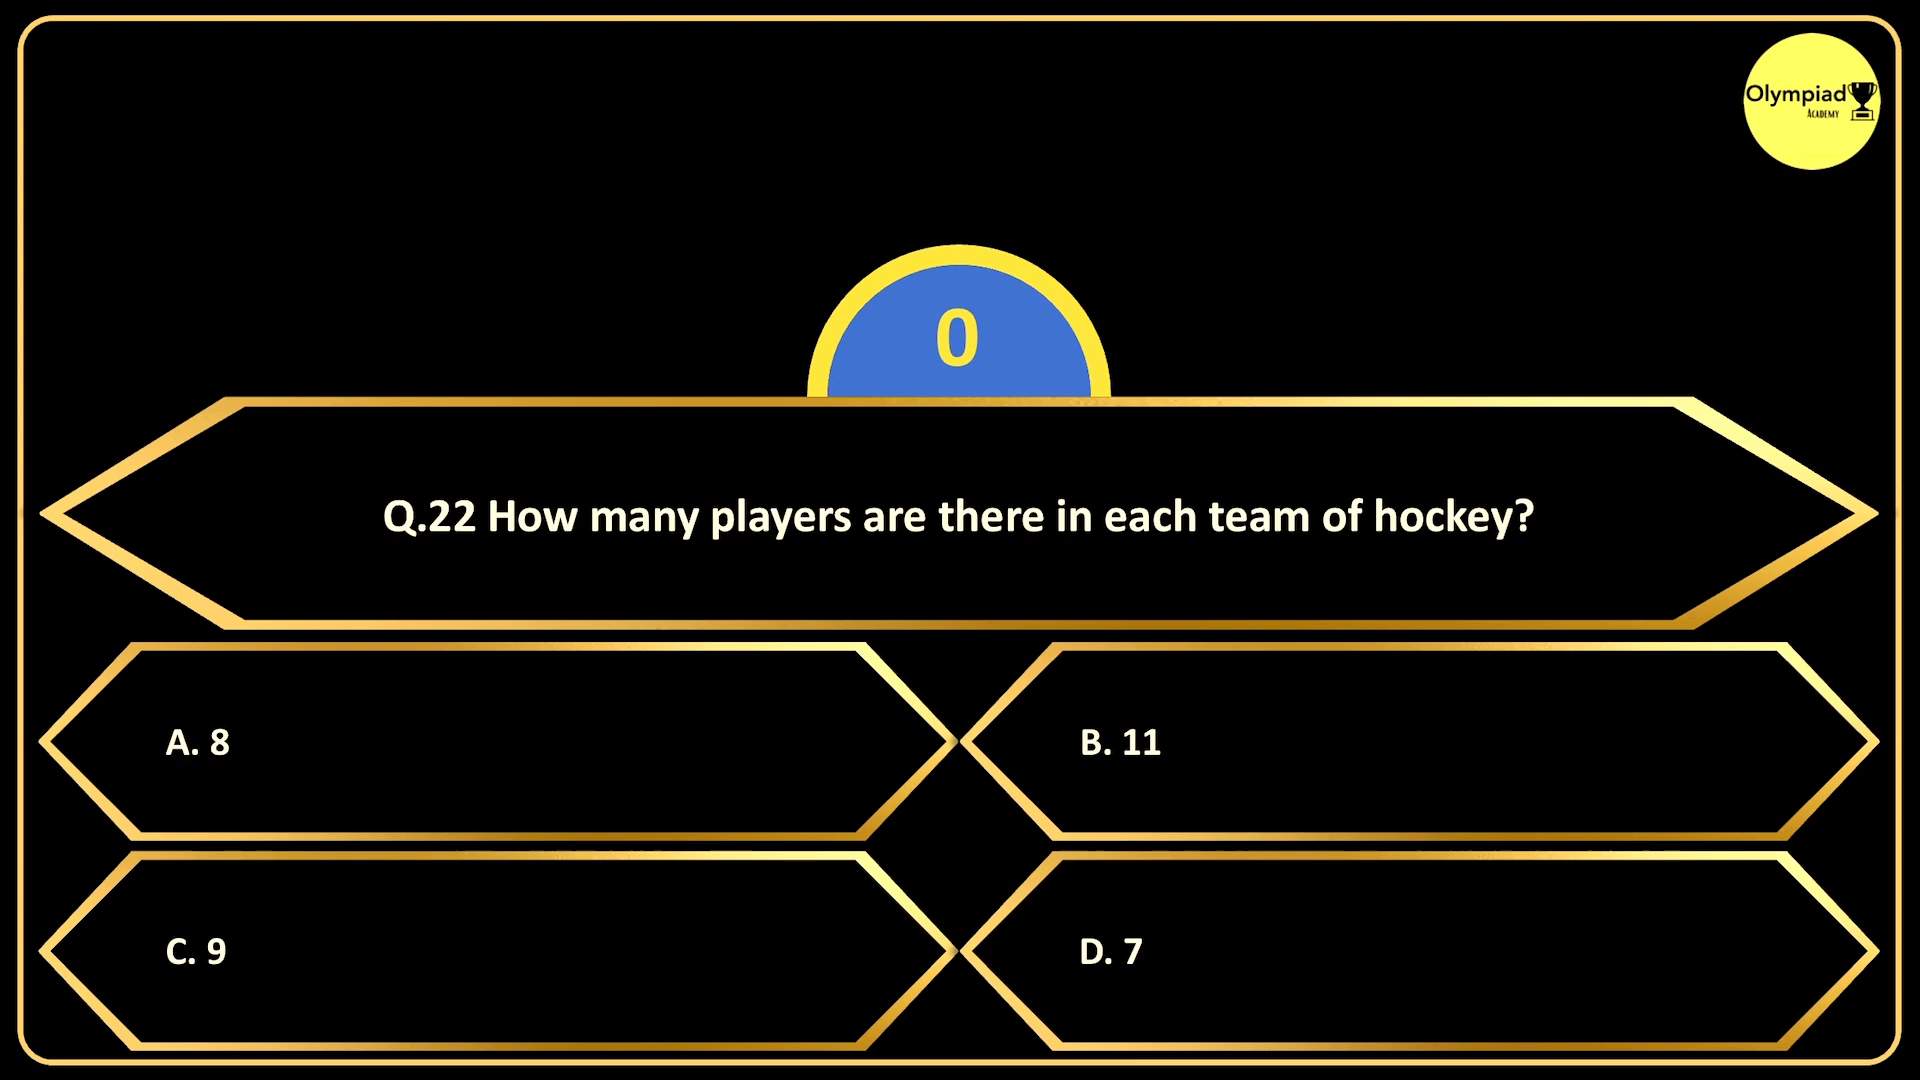 Olympiad
Academy
0
Q.22 How many players are there in each team of hockey?
A. 8
B. 11
C. 9
D. 7